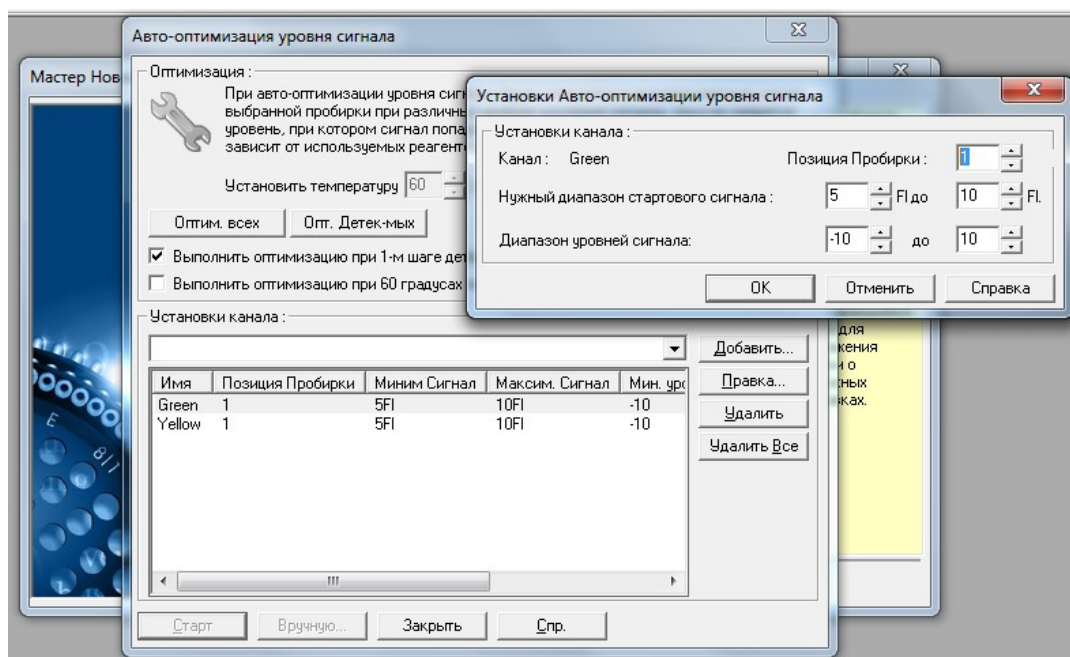 Авто-оптимизация уровня сигнала
Мастер Нов
Оптимизация :
При авто-оптимизации уровня сиг
выбранной пробирки при различн
уровень, при котором сигнал попа
зависит от используемых реагент
Установить температуру 60
Оптим. всех Опт. Детек-мых
Выполнить оптимизацию при 1-м шаге де
Выполнить оптимизацию при 60 градусах
Установки Авто-оптимизации уровня сигнала
Установки канала :
Канал : Green Позиция Пробирки : 1
Нужный диапазон стартового сигнала : 5 Fl до 10 Fl.
Диапазон уровней сигнала: -10 до 10
OK Отменить Справка
Установки канала :
Добавить...
Имя Позиция Пробирки Миним Сигнал Максим. Сигнал Мин. уро
Green 1 5Fl 10Fl -10
Yellow 1 5Fl 10Fl -10
Правка...
Удалить
Удалить Все
для
жения
и о
ных
ках.
Старт Вручную... Закрыть Спр.